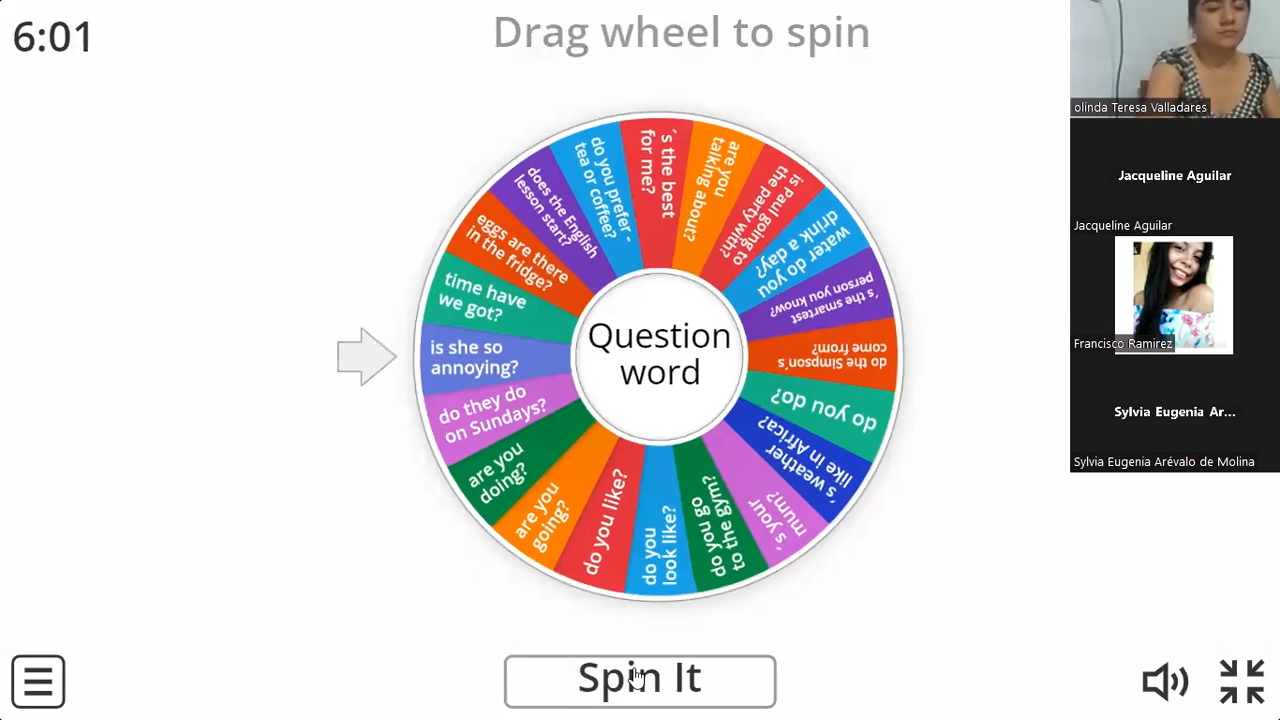 6:01
Drag wheel to spin
´s the best
for me?
are you
talking about?
is Paul going to
the party with?
water do you
drink a day?
´s the smartest
person you know?
do the Simpson's
come from?
do you do?
´s weather
like in Africa?
´s your
mum?
do you go
to the gym?
do you
look like?
do you like?
are you
going?
are you
doing?
do they do
on Sundays?
is she so
annoying?
time have
we got?
eggs are there
in the fridge?
does the English
lesson start?
do you prefer -
tea or coffee?
Question
word
Spin It
olinda Teresa Valladares
Jacqueline Aguilar
Jacqueline Aguilar
Francisco Ramirez
Sylvia Eugenia Ar...
Sylvia Eugenia Arévalo de Molina